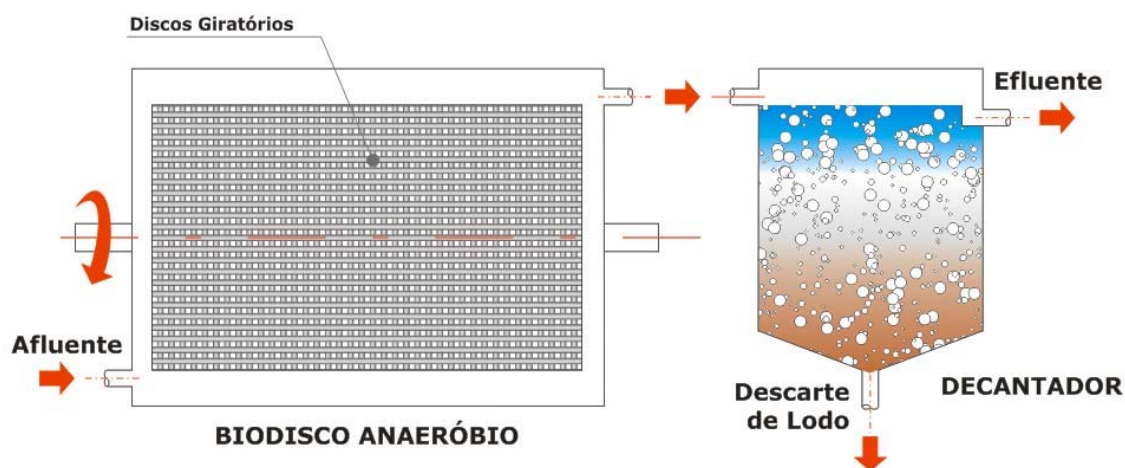 Discos Giratórios
Efluente
Afluente
Descarte
de Lodo
DECANTADOR
BIODISCO ANAERÓBIO